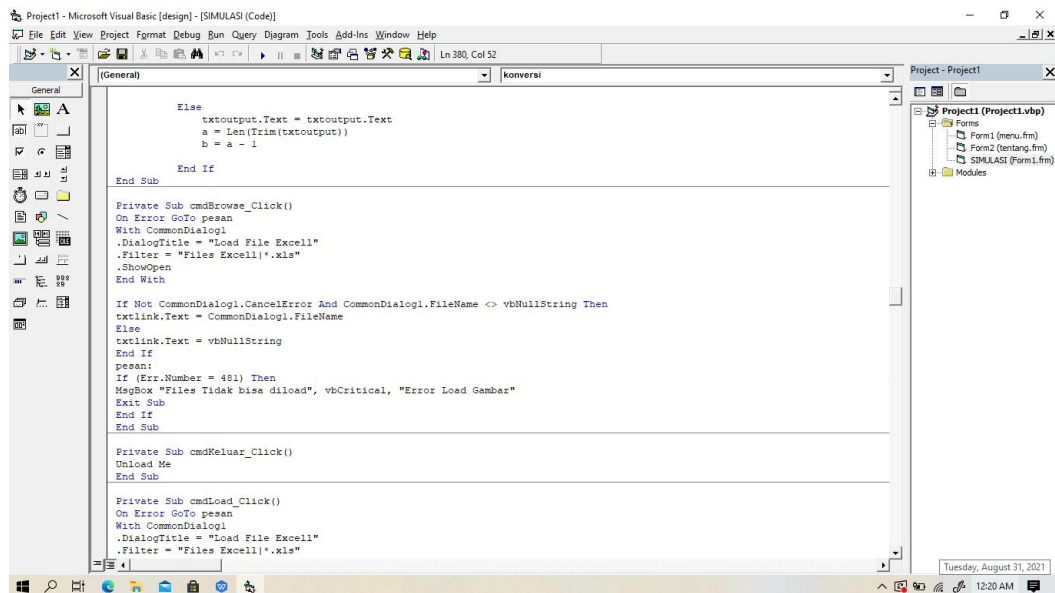 Project1 - Microsoft Visual Basic [design] - [SIMULASI (Code)]
File Edit View Project Format Debug Run Query Diagram Tools Add-Ins Window Help
Ln 380, Col 52
General
(General)
konversi
Else
txtoutput.Text = txtoutput.Text
a = Len(Trim(txtoutput))
b = a - 1
End If
End Sub
Private Sub cmdBrowse_Click()
On Error GoTo pesan
With CommonDialog1
.DialogTitle = "Load File Excell"
.Filter = "Files Excell|*.xls"
.ShowOpen
End With
If Not CommonDialog1.CancelError And CommonDialog1.FileName <> vbNullString Then
txtlink.Text = CommonDialog1.FileName
Else
txtlink.Text = vbNullString
End If
pesan:
If (Err.Number = 481) Then
MsgBox "Files Tidak bisa diload", vbCritical, "Error Load Gambar"
Exit Sub
End If
End Sub
Private Sub cmdKeluar_Click()
Unload Me
End Sub
Private Sub cmdLoad_Click()
On Error GoTo pesan
With CommonDialog1
.DialogTitle = "Load File Excell"
.Filter = "Files Excell|*.xls"
Project - Project1
Project1 (Project1.vbp)
Forms
Form1 (menu.frm)
Form2 (tentang.frm)
SIMULASI (Form1.frm)
Modules
Tuesday, August 31, 2021
12:20 AM